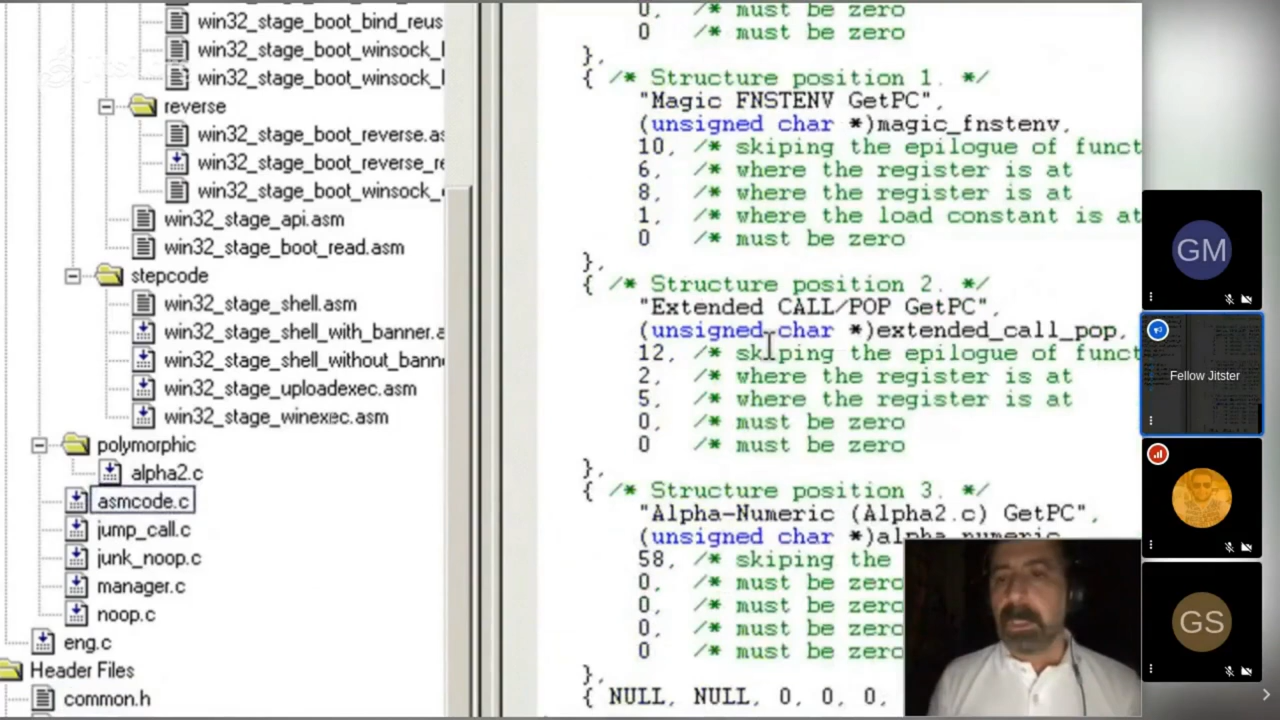 win32_stage_boot_bind_reus
win32_stage_boot_winsock_l
win32_stage_boot_winsock_l
reverse
win32_stage_boot_reverse.as
win32_stage_boot_reverse_re
win32_stage_boot_winsock_
win32_stage_api.asm
win32_stage_boot_read.asm
stepcode
win32_stage_shell.asm
win32_stage_shell_with_banner.a
win32_stage_shell_without_bann
win32_stage_uploadexec.asm
win32_stage_winexec.asm
polymorphic
alpha2.c
asmcode.c
jump_call.c
junk_noop.c
manager.c
noop.c
eng.c
Header Files
common.h
0, /* must be zero
0 /* must be zero
},
{ /* Structure position 1. */
"Magic FNSTENV GetPC",
(unsigned char *)magic_fnstenv,
10, /* skiping the epilogue of funct
6, /* where the register is at
8, /* where the register is at
1, /* where the load constant is at
0 /* must be zero
},
{ /* Structure position 2. */
"Extended CALL/POP GetPC",
(unsigned char *)extended_call_pop,
12, /* skiping the epilogue of funct
2, /* where the register is at
5, /* where the register is at
0, /* must be zero
0 /* must be zero
},
{ /* Structure position 3. */
"Alpha-Numeric (Alpha2.c) GetPC",
(unsigned char *)alpha_numeric
58, /* skiping the
0, /* must be zero
0, /* must be zero
0, /* must be zero
0 /* must be zero
},
{ NULL, NULL, 0, 0, 0,
GM
Fellow Jitster
GS